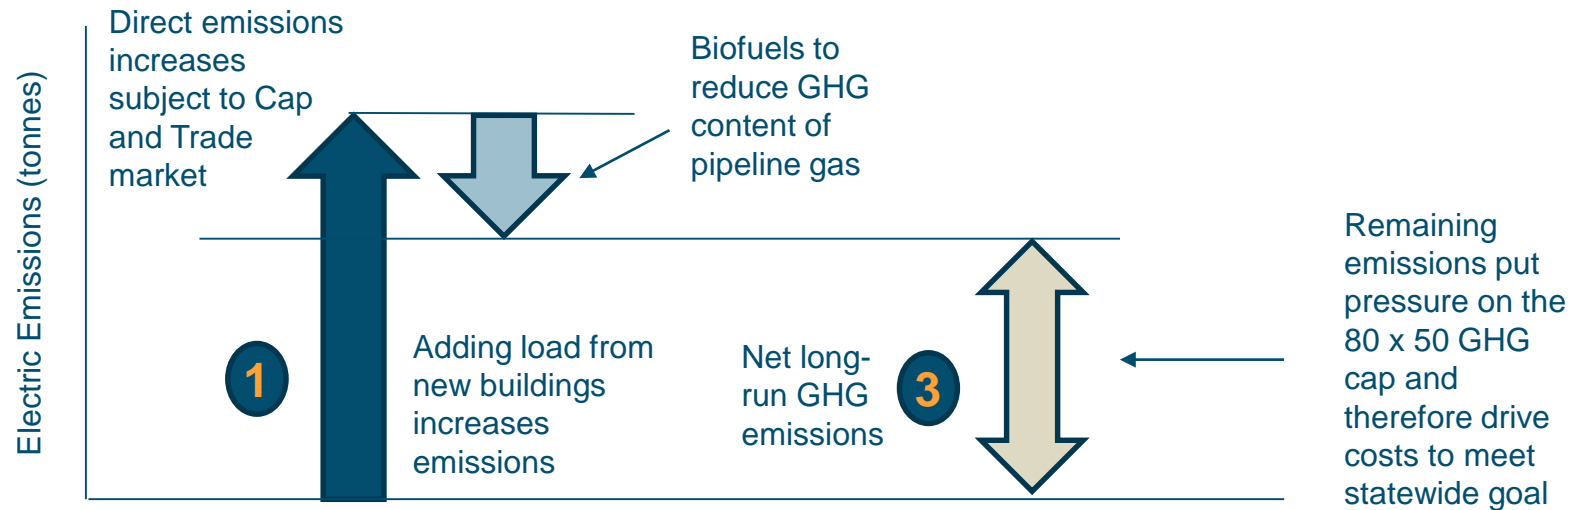 Electric Emissions (tonnes)
Direct emissions
increases
subject to Cap
and Trade
market
Biofuels to
reduce GHG
content of
pipeline gas
1
Adding load from
new buildings
increases
emissions
Net long-
run GHG
emissions
3
Remaining
emissions put
pressure on the
80 x 50 GHG
cap and
therefore drive
costs to meet
statewide goal